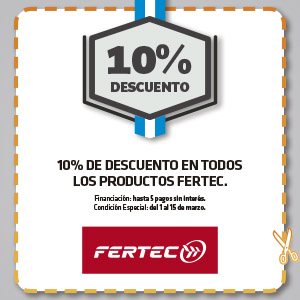 10%
DESCUENTO
10% DE DESCUENTO EN TODOS
LOS PRODUCTOS FERTEC.
Financiación: hasta 5 pagos sin interés.
Condición Especial: del 1 al 15 de marzo.
FERTEC